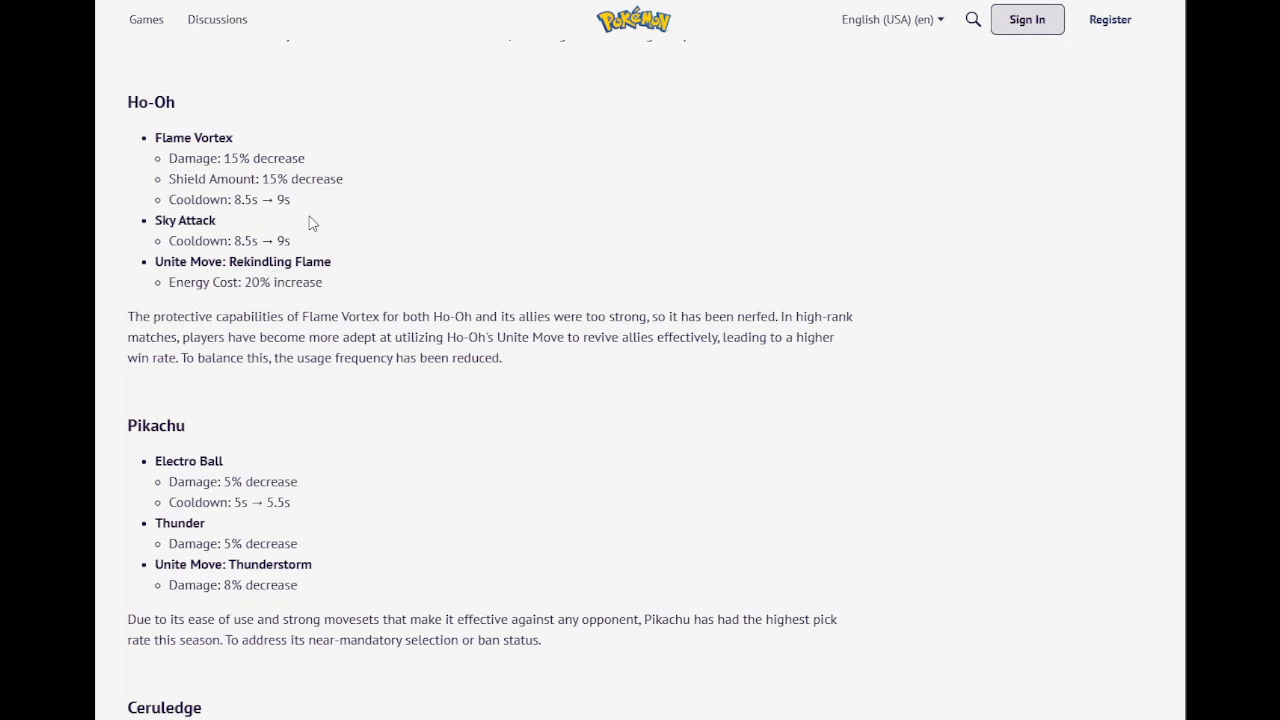 Games Discussions POKÉMON English (USA) (en) Sign In Register
Ho-Oh
• Flame Vortex
◦ Damage: 15% decrease
◦ Shield Amount: 15% decrease
◦ Cooldown: 8.5s → 9s
• Sky Attack
◦ Cooldown: 8.5s → 9s
• Unite Move: Rekindling Flame
◦ Energy Cost: 20% increase
The protective capabilities of Flame Vortex for both Ho-Oh and its allies were too strong, so it has been nerfed. In high-rank
matches, players have become more adept at utilizing Ho-Oh's Unite Move to revive allies effectively, leading to a higher
win rate. To balance this, the usage frequency has been reduced.
Pikachu
• Electro Ball
◦ Damage: 5% decrease
◦ Cooldown: 5s → 5.5s
• Thunder
◦ Damage: 5% decrease
• Unite Move: Thunderstorm
◦ Damage: 8% decrease
Due to its ease of use and strong movesets that make it effective against any opponent, Pikachu has had the highest pick
rate this season. To address its near-mandatory selection or ban status.
Ceruledge